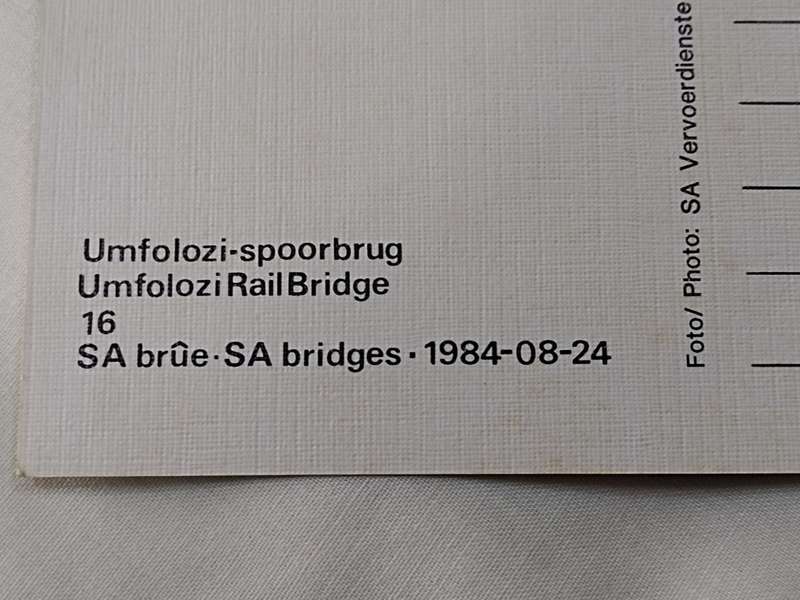 Umfolozi-spoorbrug
Umfolozi Rail Bridge
16
SA brûe · SA bridges · 1984-08-24
Foto/ Photo: SA Vervoerdienste